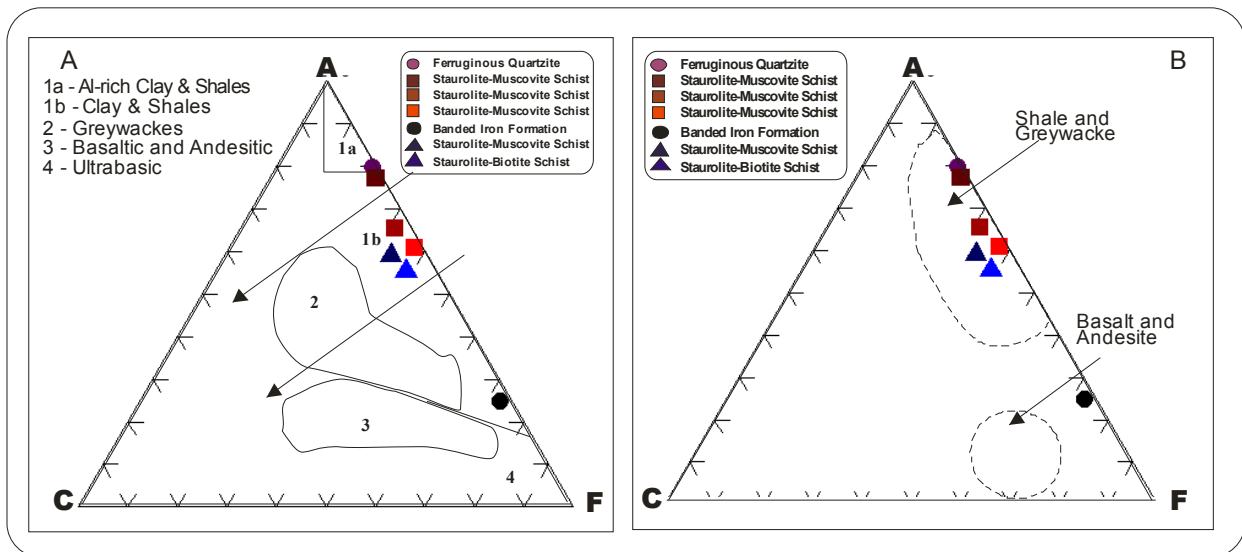 A
1a - Al-rich Clay & Shales
1b - Clay & Shales
2 - Greywackes
3 - Basaltic and Andesitic
4 - Ultrabasic
A
Ferruginous Quartzite
Staurolite-Muscovite Schist
Staurolite-Muscovite Schist
Staurolite-Muscovite Schist
Banded Iron Formation
Staurolite-Muscovite Schist
Staurolite-Biotite Schist
1a
1b
2
3
4
C
F
B
Ferruginous Quartzite
Staurolite-Muscovite Schist
Staurolite-Muscovite Schist
Staurolite-Muscovite Schist
Banded Iron Formation
Staurolite-Muscovite Schist
Staurolite-Biotite Schist
A
Shale and
Greywacke
Basalt and
Andesite
C
F